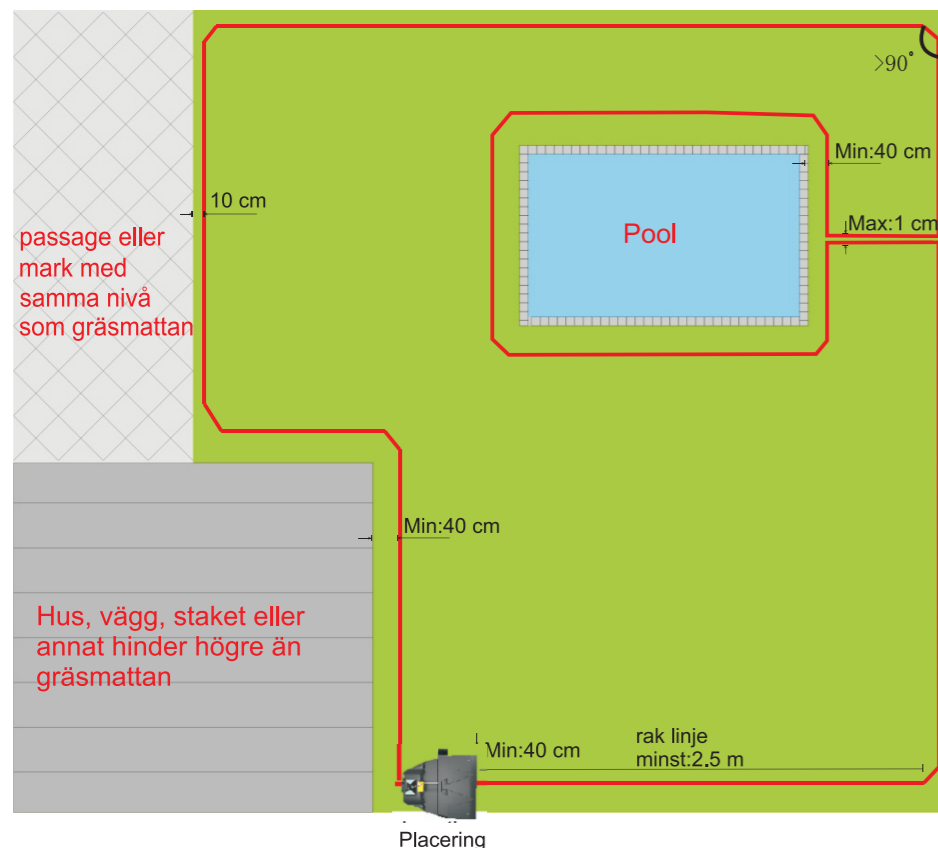 >90°
Min:40 cm
10 cm
Max:1 cm
passage eller
mark med
samma nivå
som gräsmattan
Pool
Min:40 cm
Hus, vägg, staket eller
annat hinder högre än
gräsmattan
Min:40 cm
rak linje
minst:2.5 m
Placering